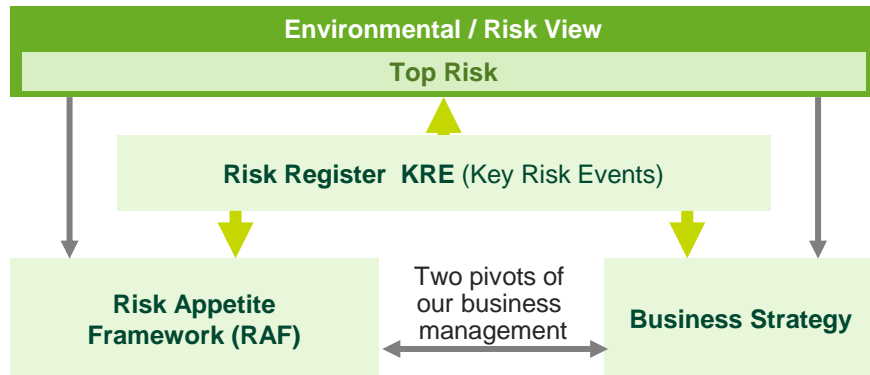 Environmental / Risk View
Top Risk
Risk Register KRE (Key Risk Events)
Two pivots of
our business
management
Risk Appetite
Framework (RAF)
Business Strategy